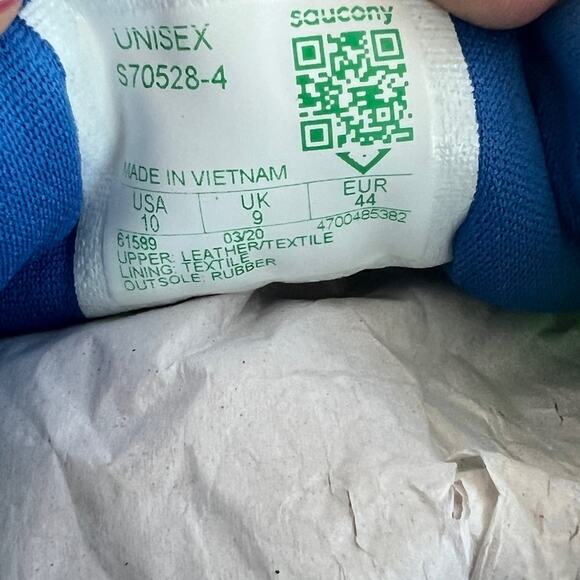 saucony
UNISEX
S70528-4
MADE IN VIETNAM
USA UK EUR
10 9 44
61589 03/20 4700485382
UPPER: LEATHER/TEXTILE
LINING: TEXTILE
OUTSOLE: RUBBER